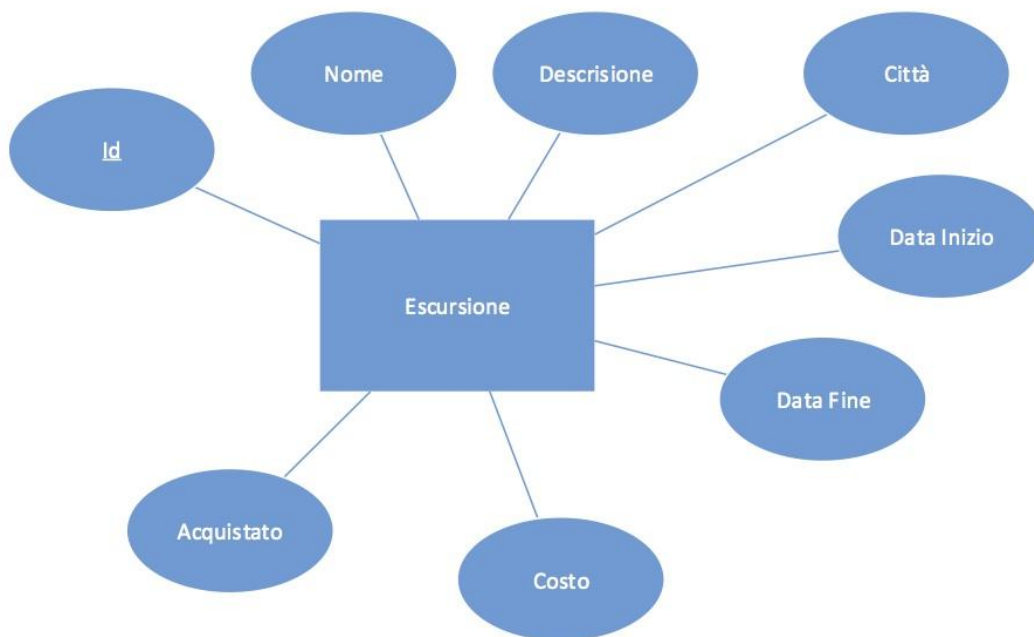 Nome
Descrisione
Città
Id
Data Inizio
Escursione
Data Fine
Acquistato
Costo